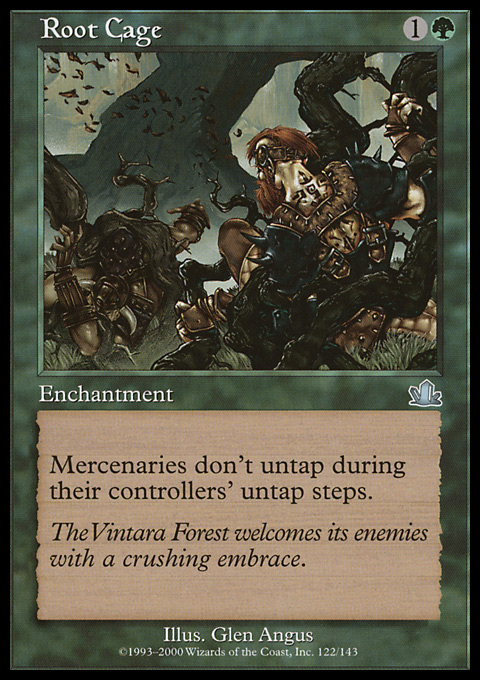 Root Cage 1
Enchantment
Mercenaries don't untap during
their controllers' untap steps.
The Vintara Forest welcomes its enemies
with a crushing embrace.
Illus. Glen Angus
©1993–2000 Wizards of the Coast, Inc. 122/143